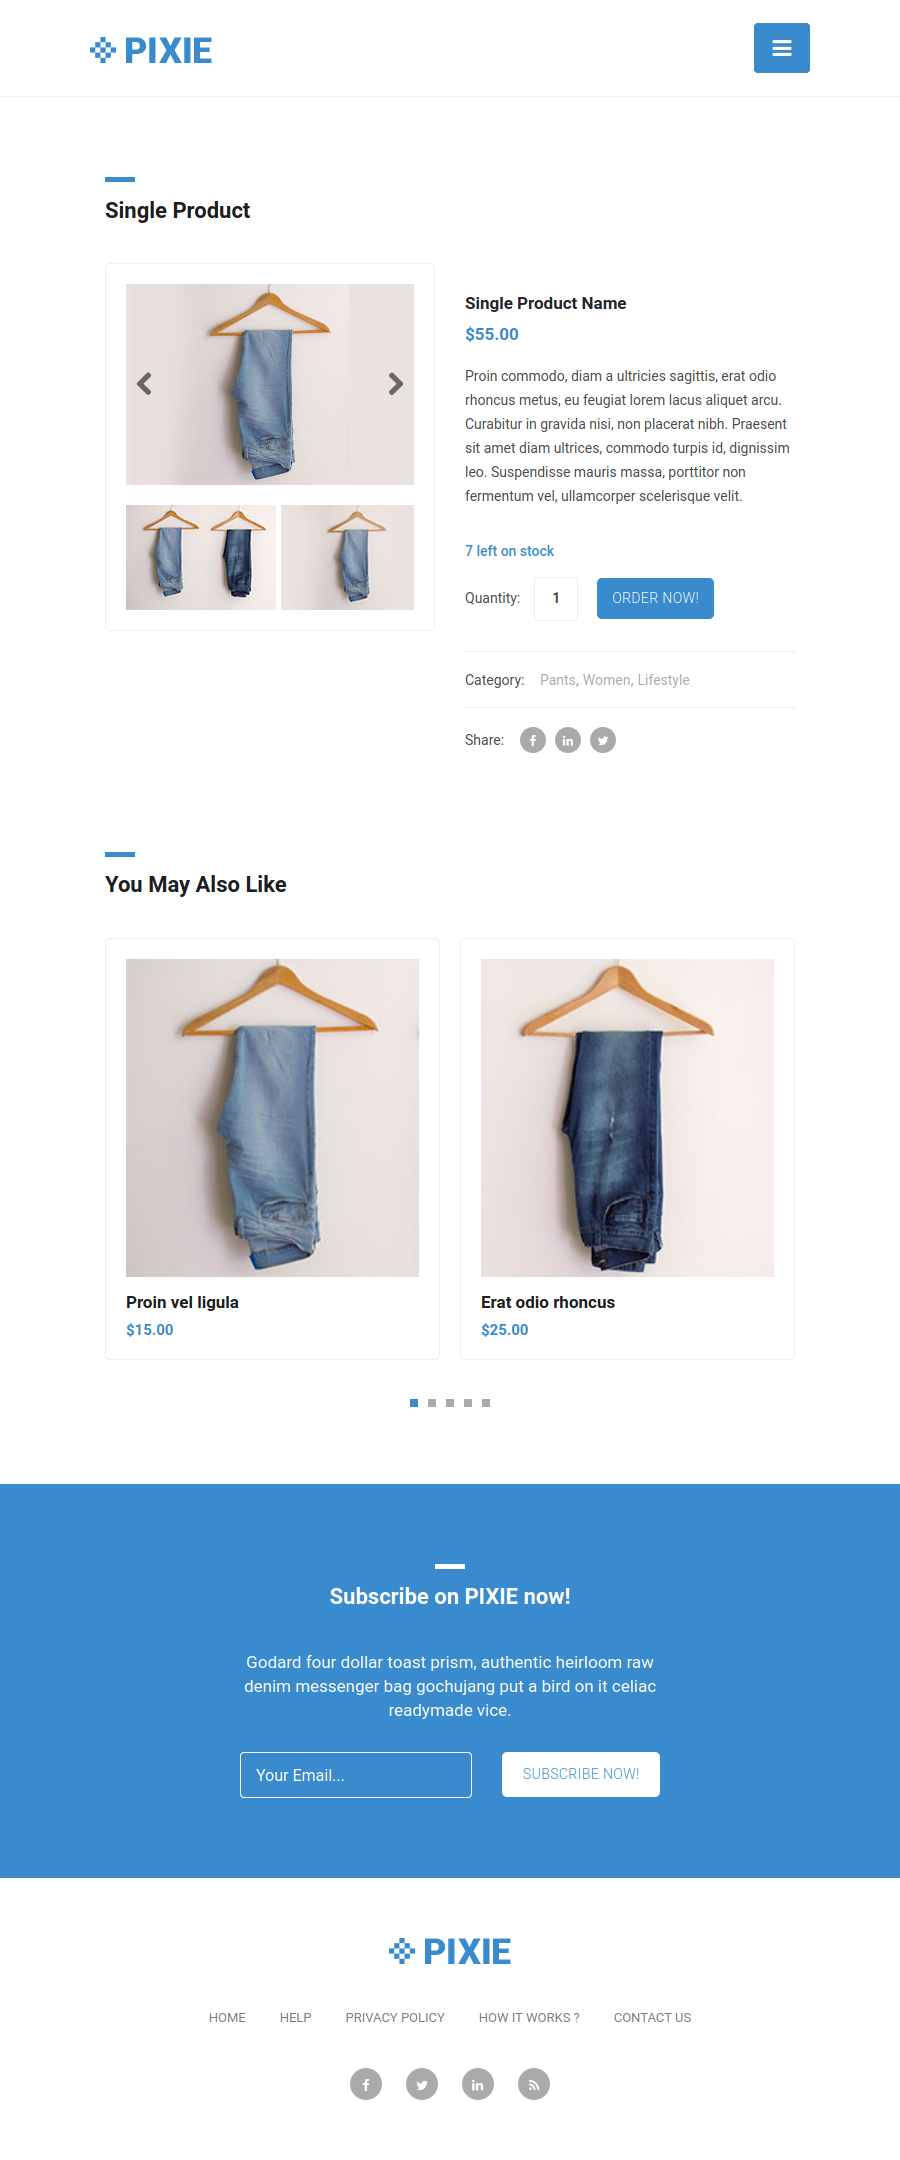 PIXIE
Single Product
Single Product Name
$55.00
Proin commodo, diam a ultricies sagittis, erat odio
rhoncus metus, eu feugiat lorem lacus aliquet arcu.
Curabitur in gravida nisi, non placerat nibh. Praesent
sit amet diam ultrices, commodo turpis id, dignissim
leo. Suspendisse mauris massa, porttitor non
fermentum vel, ullamcorper scelerisque velit.
7 left on stock
Quantity: 1 ORDER NOW!
Category: Pants, Women, Lifestyle
Share:
You May Also Like
Proin vel ligula
$15.00
Erat odio rhoncus
$25.00
Subscribe on PIXIE now!
Godard four dollar toast prism, authentic heirloom raw
denim messenger bag gochujang put a bird on it celiac
readymade vice.
Your Email... SUBSCRIBE NOW!
PIXIE
HOME HELP PRIVACY POLICY HOW IT WORKS ? CONTACT US